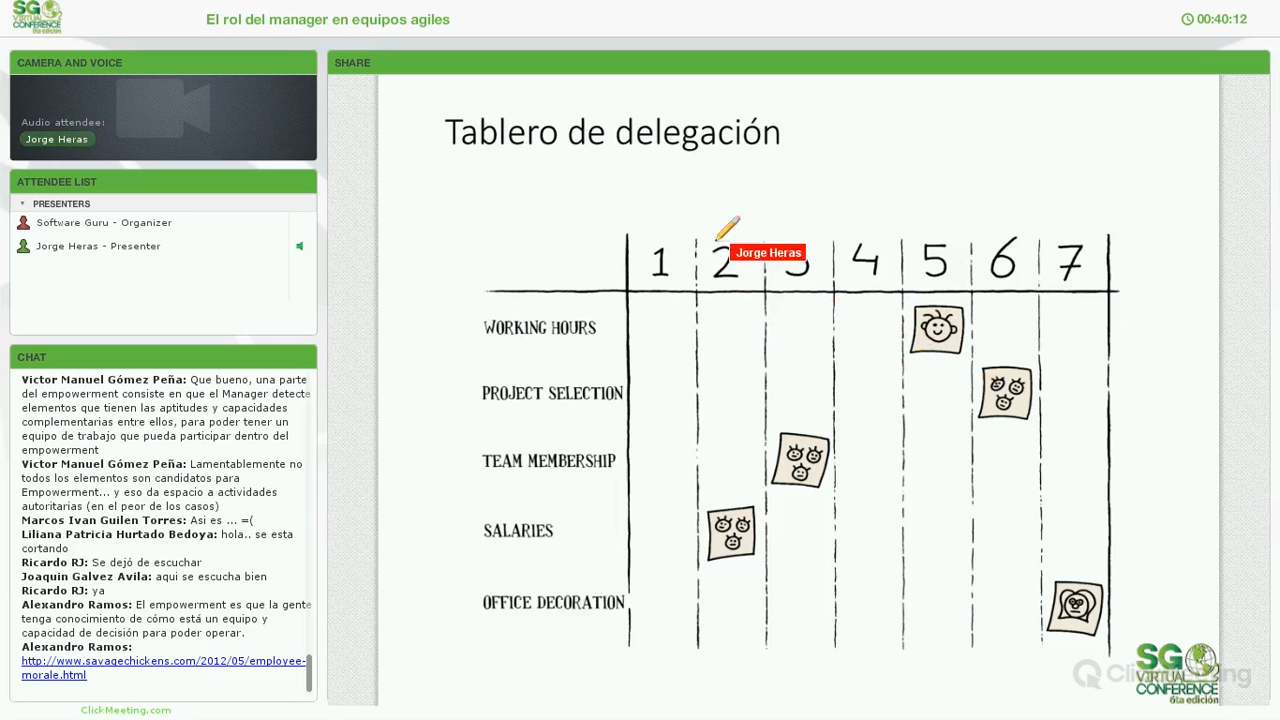 SG
VIRTUAL
CONFERENCE
6ta edición
El rol del manager en equipos agiles
00:40:12
CAMERA AND VOICE
Audio attendee:
Jorge Heras
ATTENDEE LIST
PRESENTERS
Software Guru - Organizer
Jorge Heras - Presenter
CHAT
Victor Manuel Gómez Peña: Que bueno, una parte
del empowerment consiste en que el Manager detecte
elementos que tienen las aptitudes y capacidades
complementarias entre ellos, para poder tener un
equipo de trabajo que pueda participar dentro del
empowerment
Victor Manuel Gómez Peña: Lamentablemente no
todos los elementos son candidatos para
Empowerment... y eso da espacio a actividades
autoritarias (en el peor de los casos)
Marcos Ivan Guilen Torres: Asi es ... =(
Liliana Patricia Hurtado Bedoya: hola.. se esta
cortando
Ricardo RJ: Se dejó de escuchar
Joaquin Galvez Avila: aqui se escucha bien
Ricardo RJ: ya
Alexandro Ramos: El empowerment es que la gente
tenga conocimiento de cómo está un equipo y
capacidad de decisión para poder operar.
Alexandro Ramos:
http://www.savagechickens.com/2012/05/employee-
morale.html
ClickMeeting.com
SHARE
Tablero de delegación
Jorge Heras
1 2 3 4 5 6 7
WORKING HOURS
PROJECT SELECTION
TEAM MEMBERSHIP
SALARIES
OFFICE DECORATION
SG
VIRTUAL
CONFERENCE
6ta edición